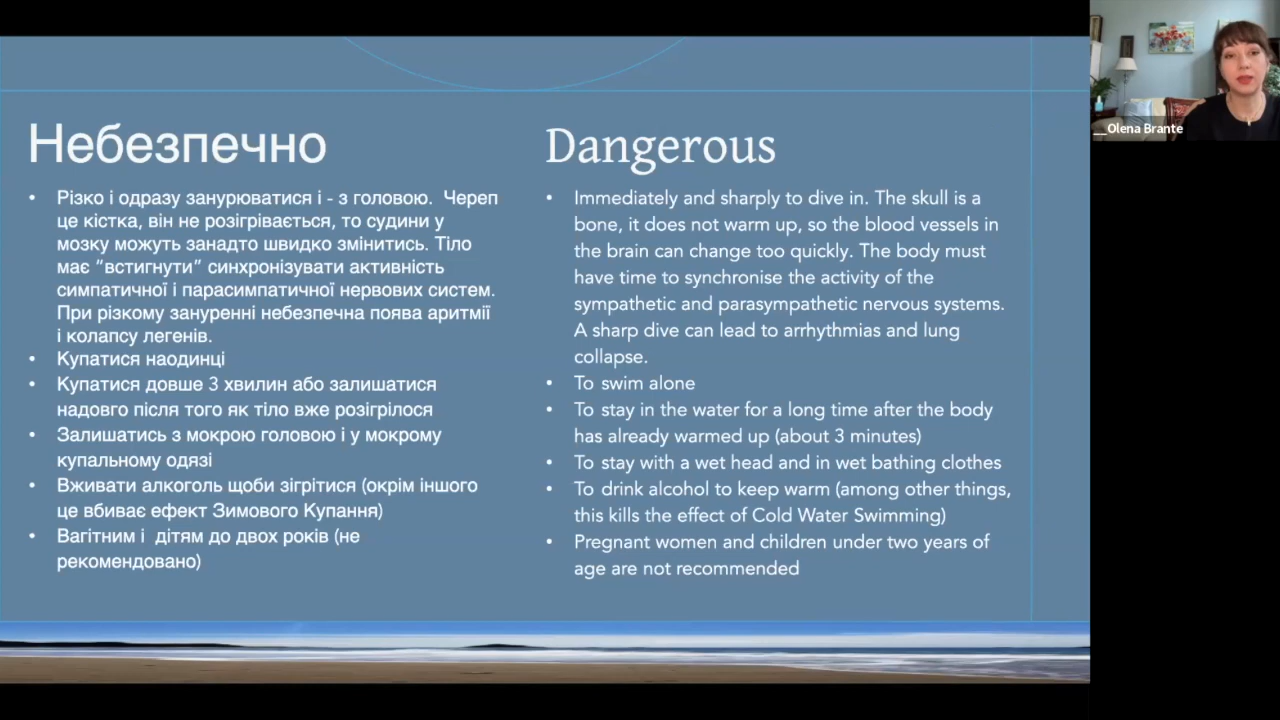 Небезпечно
• Різко і одразу занурюватися і - з головою. Череп
це кістка, він не розігрівається, то судини у
мозку можуть занадто швидко змінитись. Тіло
має “встигнути” синхронізувати активність
симпатичної і парасимпатичної нервових систем.
При різкому зануренні небезпечна поява аритмії
і колапсу легенів.
• Купатися наодинці
• Купатися довше 3 хвилин або залишатися
надовго після того як тіло вже розігрілося
• Залишатись з мокрою головою і у мокрому
купальному одязі
• Вживати алкоголь щоби зігрітися (окрім іншого
це вбиває ефект Зимового Купання)
• Вагітним і дітям до двох років (не
рекомендовано)
Dangerous
• Immediately and sharply to dive in. The skull is a
bone, it does not warm up, so the blood vessels in
the brain can change too quickly. The body must
have time to synchronise the activity of the
sympathetic and parasympathetic nervous systems.
A sharp dive can lead to arrhythmias and lung
collapse.
• To swim alone
• To stay in the water for a long time after the body
has already warmed up (about 3 minutes)
• To stay with a wet head and in wet bathing clothes
• To drink alcohol to keep warm (among other things,
this kills the effect of Cold Water Swimming)
• Pregnant women and children under two years of
age are not recommended
__Olena Brante